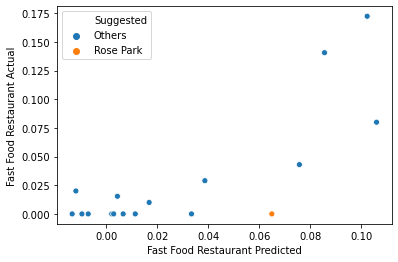 Suggested
Others
Rose Park
Fast Food Restaurant Actual
0.175
0.150
0.125
0.100
0.075
0.050
0.025
0.000
0.00
0.02
0.04
0.06
0.08
0.10
Fast Food Restaurant Predicted